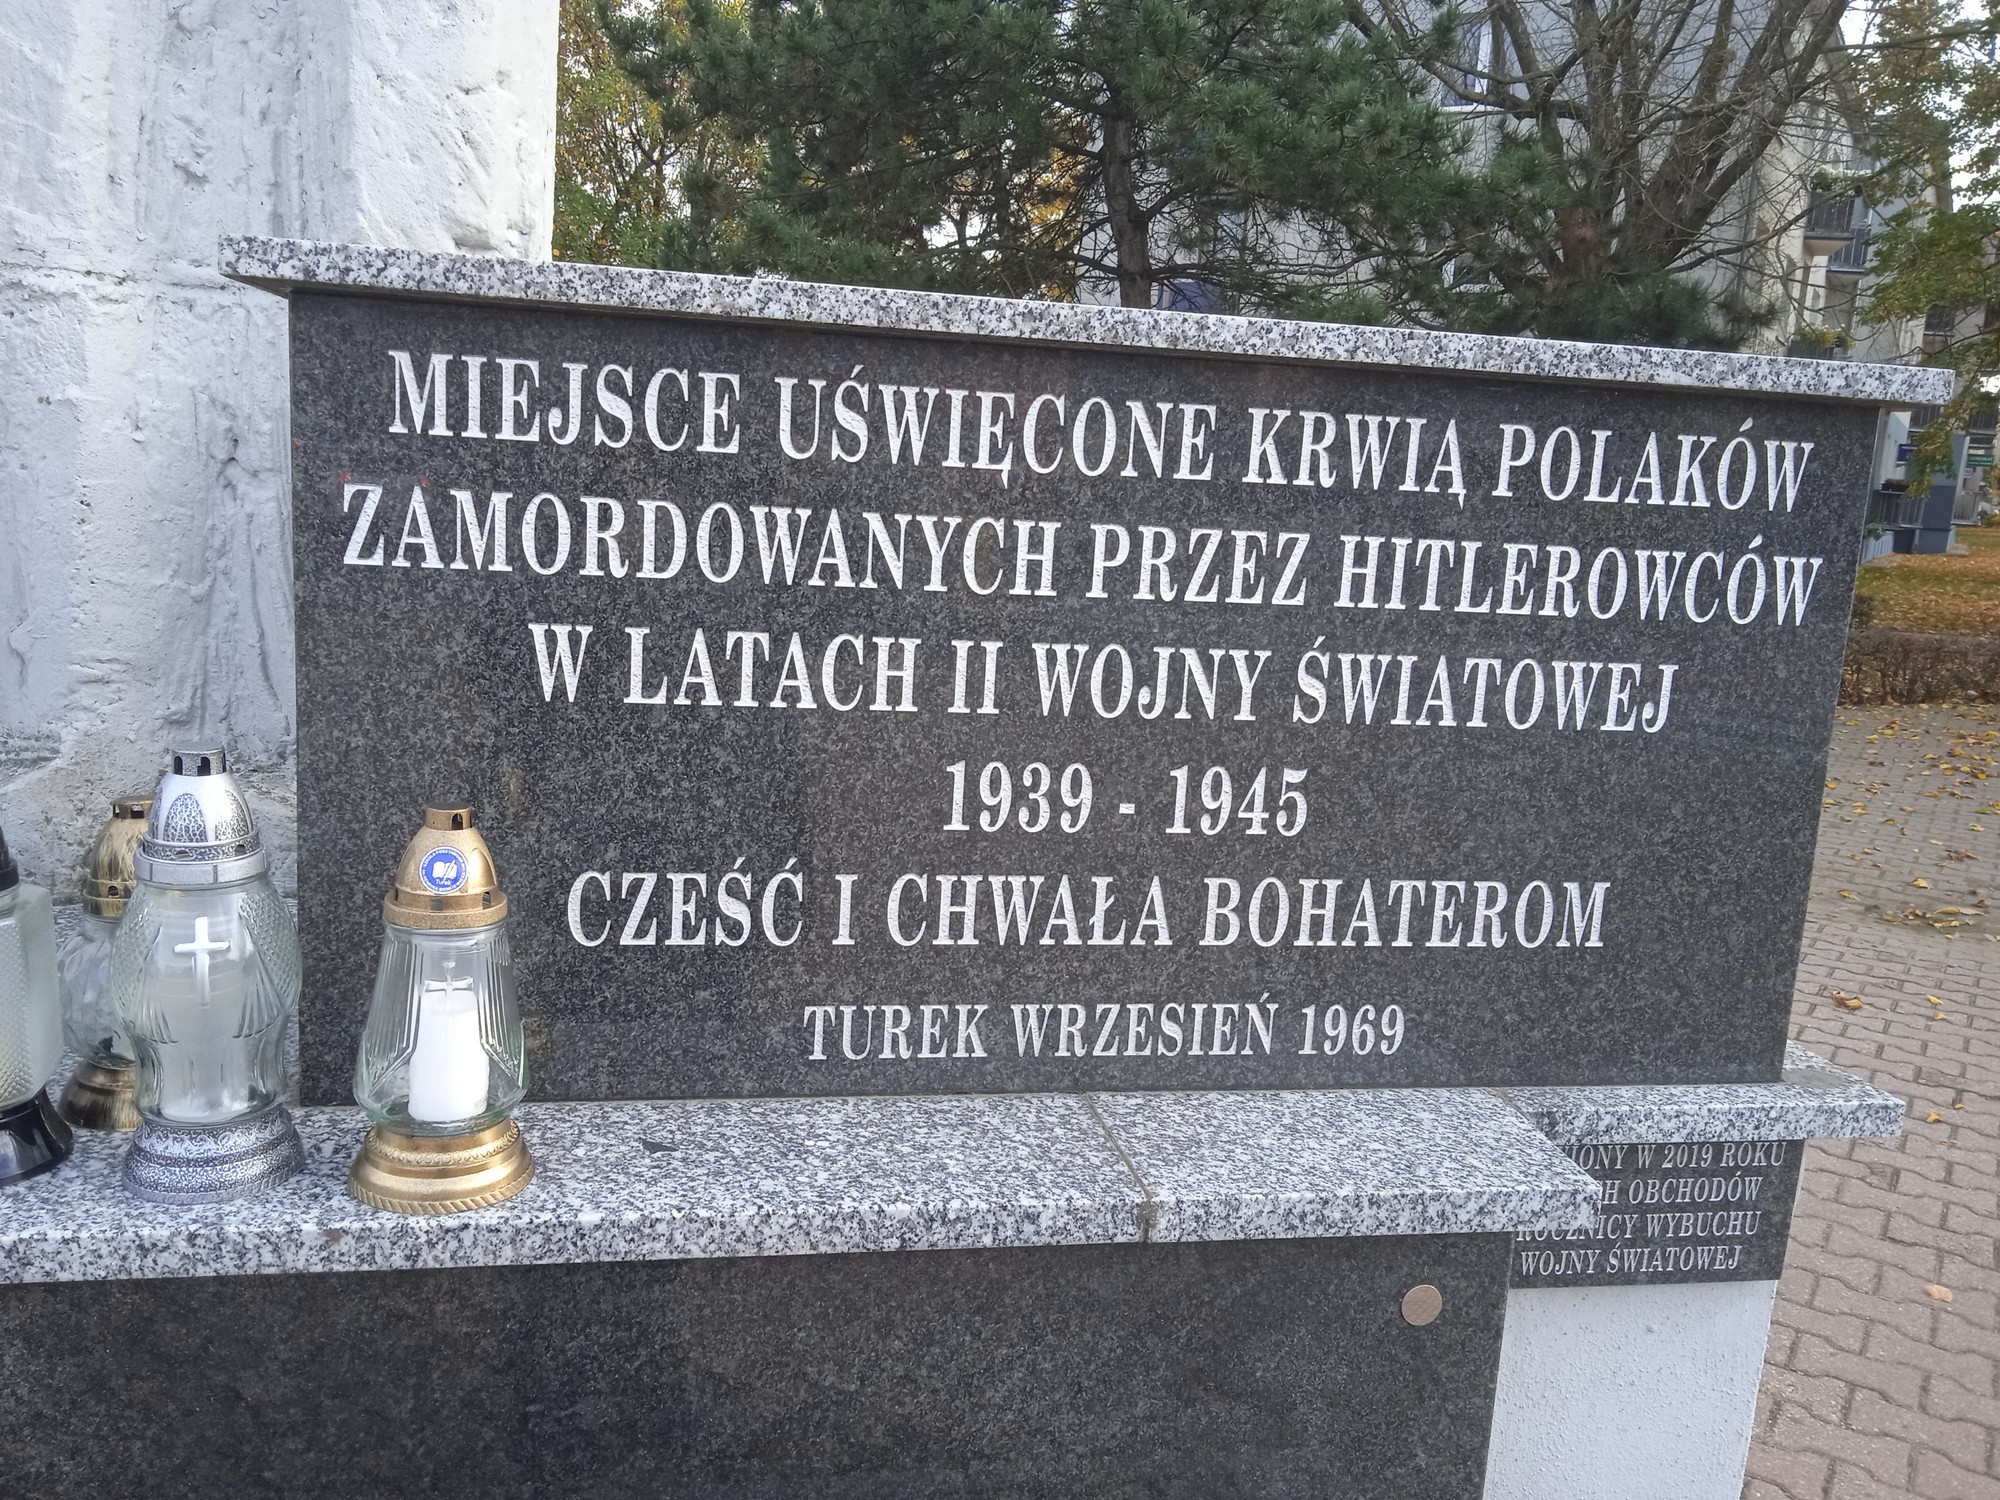 MIEJSCE UŚWIĘCONE KRWIĄ POLAKÓW
ZAMORDOWANYCH PRZEZ HITLEROWCÓW
W LATACH II WOJNY ŚWIATOWEJ
1939 - 1945
CZEŚĆ I CHWAŁA BOHATEROM
TUREK WRZESIEŃ 1969
W 2019 ROKU
OBCHODÓW
WYBUCHU
WOJNY ŚWIATOWEJ
Turek